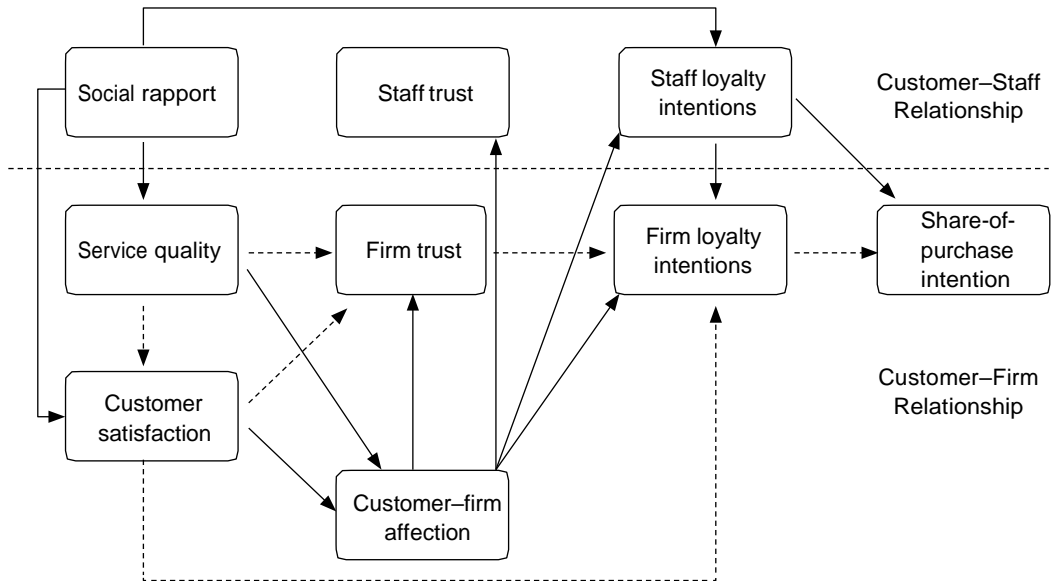 Social rapport
Staff trust
Staff loyalty
intentions
Customer–Staff
Relationship
Service quality
Firm trust
Firm loyalty
intentions
Share-of-
purchase
intention
Customer
satisfaction
Customer–Firm
Relationship
Customer–firm
affection